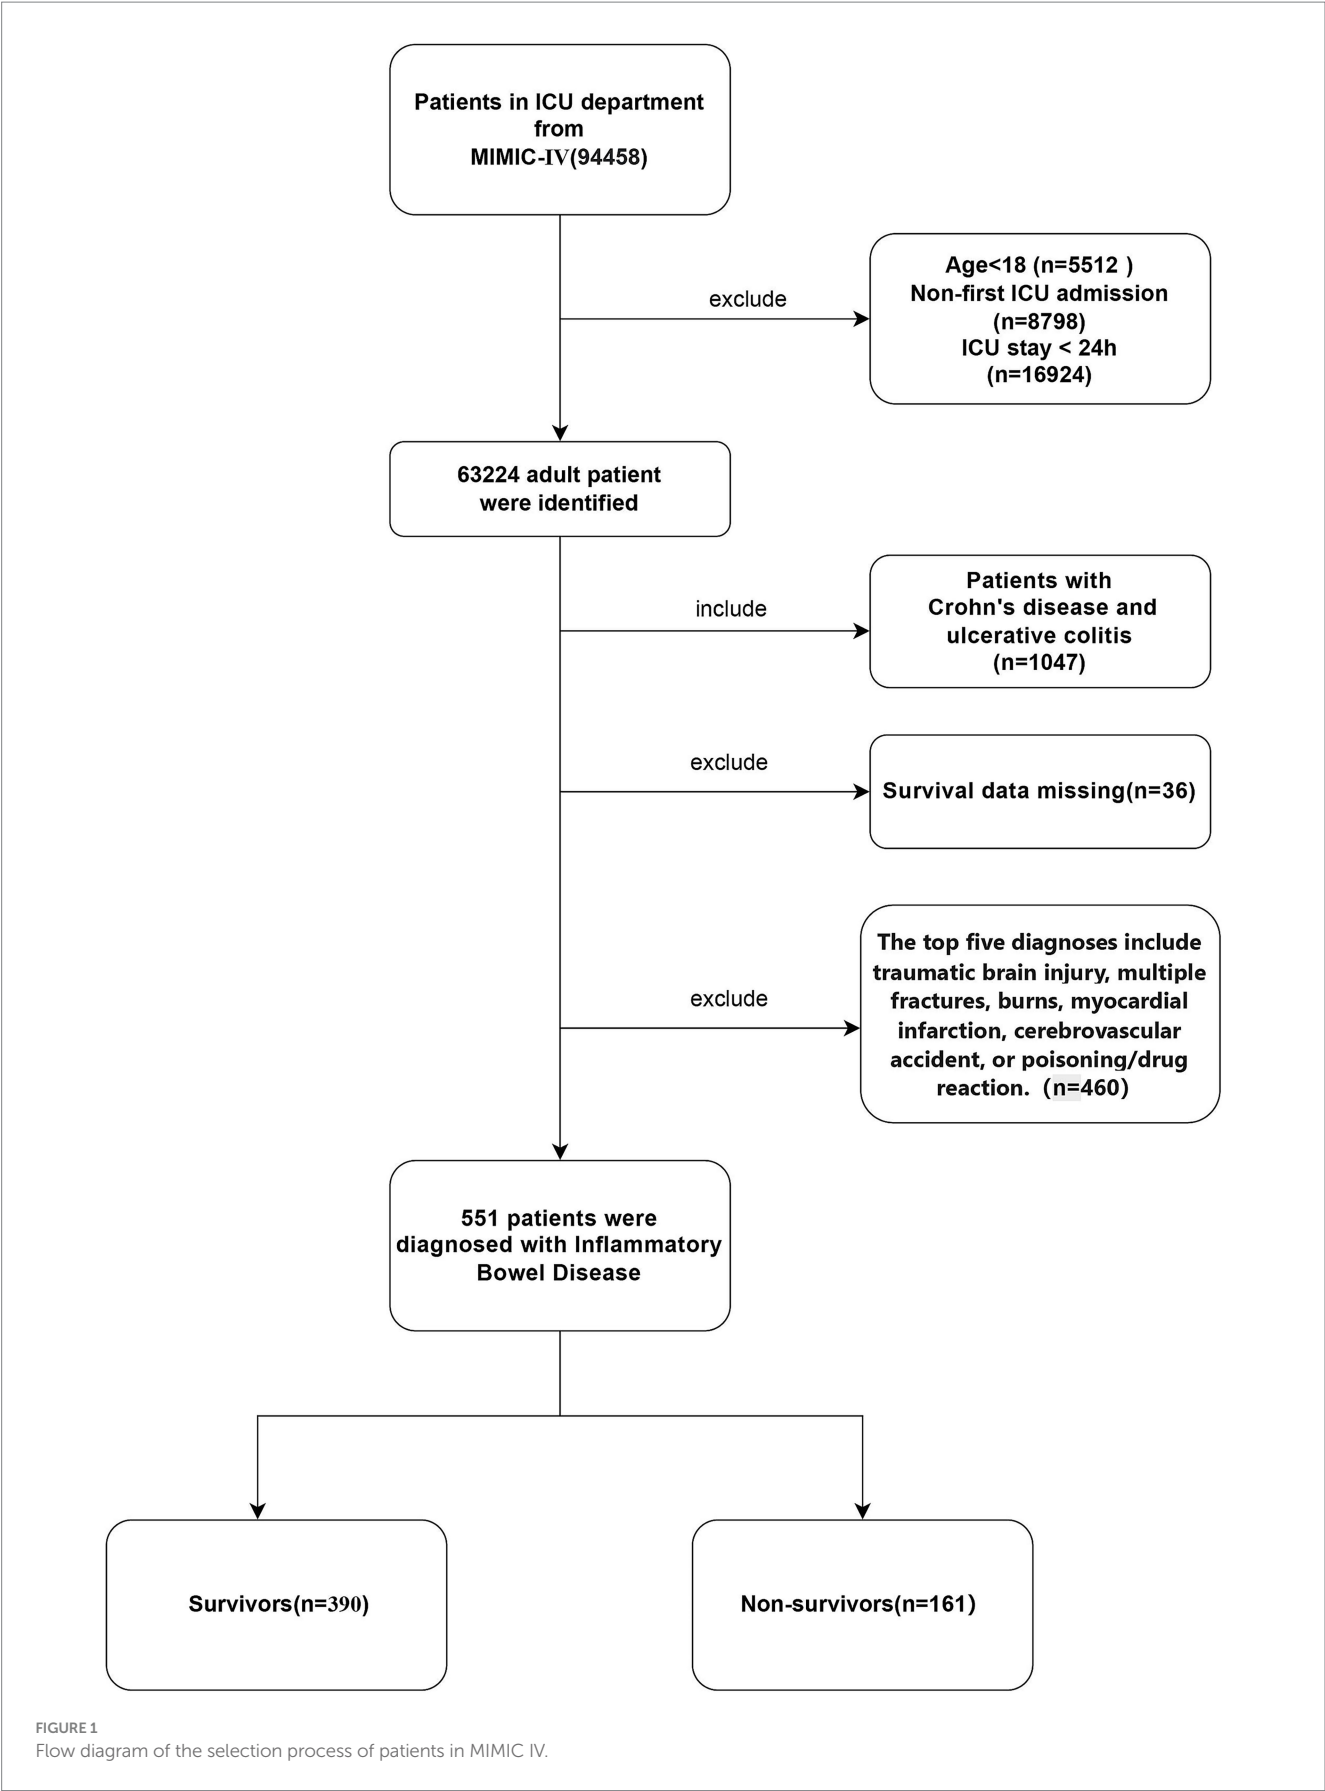 Patients in ICU department
from
MIMIC-IV(94458)
exclude
Age<18 (n=5512 )
Non-first ICU admission
(n=8798)
ICU stay < 24h
(n=16924)
63224 adult patient
were identified
include
Patients with
Crohn's disease and
ulcerative colitis
(n=1047)
exclude
Survival data missing(n=36)
exclude
The top five diagnoses include
traumatic brain injury, multiple
fractures, burns, myocardial
infarction, cerebrovascular
accident, or poisoning/drug
reaction. (n=460)
551 patients were
diagnosed with Inflammatory
Bowel Disease
Survivors(n=390)
Non-survivors(n=161)
FIGURE 1
Flow diagram of the selection process of patients in MIMIC IV.